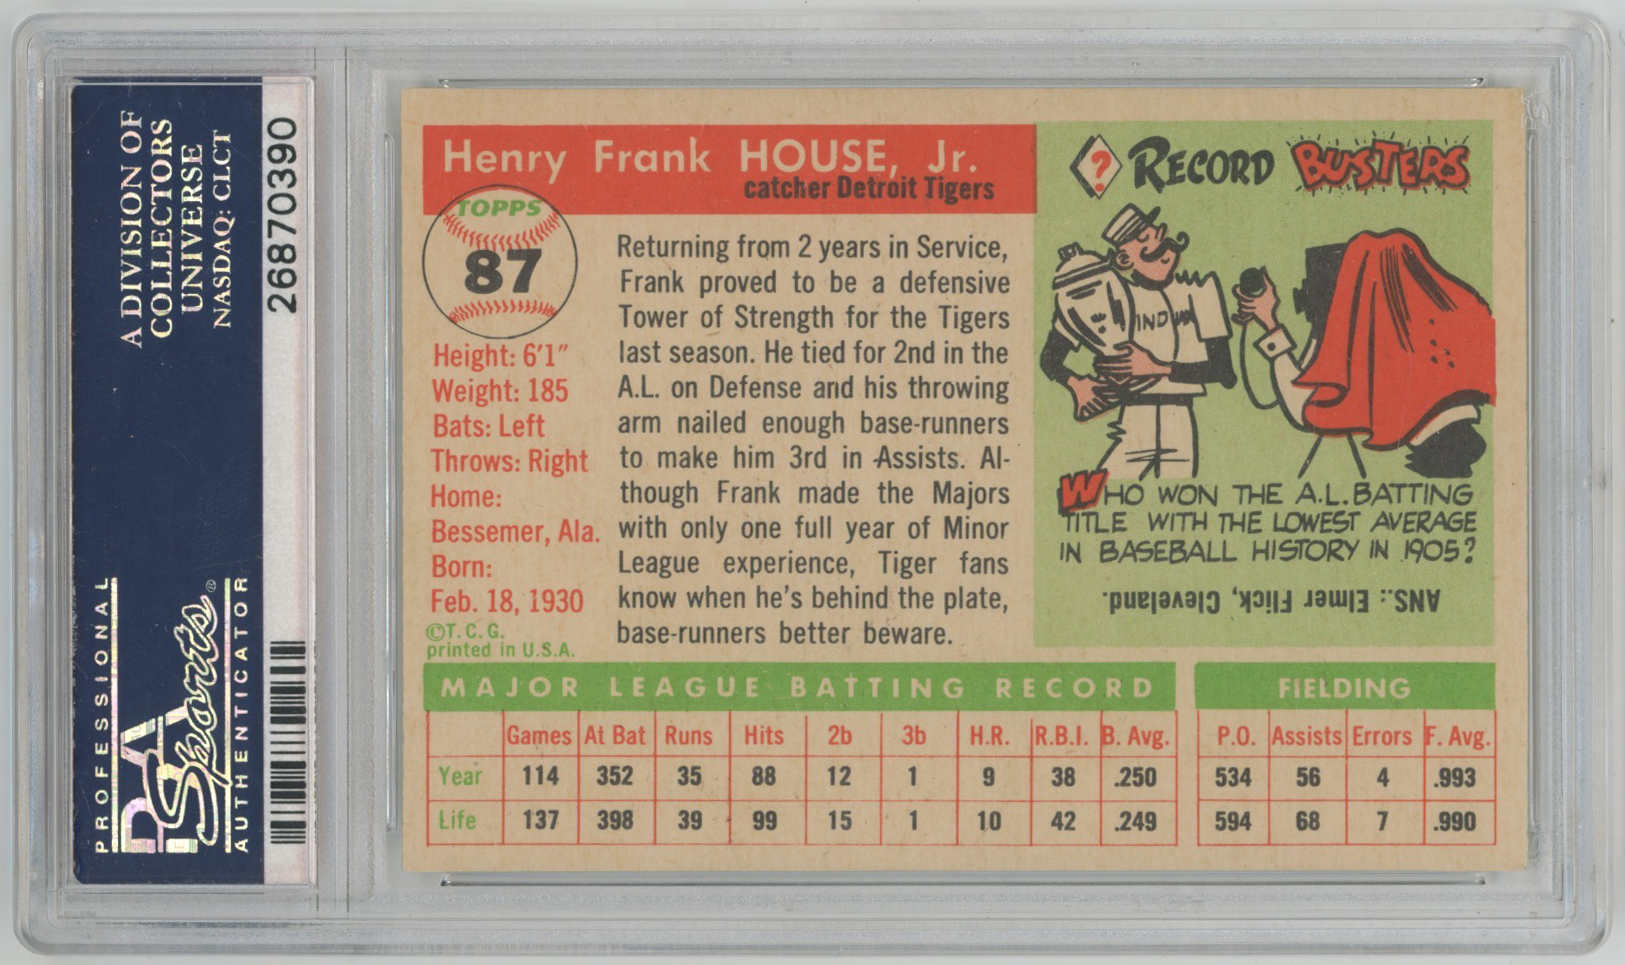 A DIVISION OF
COLLECTORS
UNIVERSE
NASDAQ: CLCT
26870390
PROFESSIONAL
PSA
Sports®
AUTHENTICATOR
Henry Frank HOUSE, Jr.
catcher Detroit Tigers
TOPPS
87
Height: 6'1"
Weight: 185
Bats: Left
Throws: Right
Home:
Bessemer, Ala.
Born:
Feb. 18, 1930
©T.C.G.
printed in U.S.A.
Returning from 2 years in Service,
Frank proved to be a defensive
Tower of Strength for the Tigers
last season. He tied for 2nd in the
A.L. on Defense and his throwing
arm nailed enough base-runners
to make him 3rd in Assists. Al-
though Frank made the Majors
with only one full year of Minor
League experience, Tiger fans
know when he's behind the plate,
base-runners better beware.
? RECORD BUSTERS
INDIAN
WHO WON THE A.L. BATTING
TITLE WITH THE LOWEST AVERAGE
IN BASEBALL HISTORY IN 1905?
ANS.: Elmer Flick, Cleveland.
MAJOR LEAGUE BATTING RECORD FIELDING
Games At Bat Runs Hits 2b 3b H.R. R.B.I. B. Avg. P.O. Assists Errors F. Avg.
Year 114 352 35 88 12 1 9 38 .250 534 56 4 .993
Life 137 398 39 99 15 1 10 42 .249 594 68 7 .990